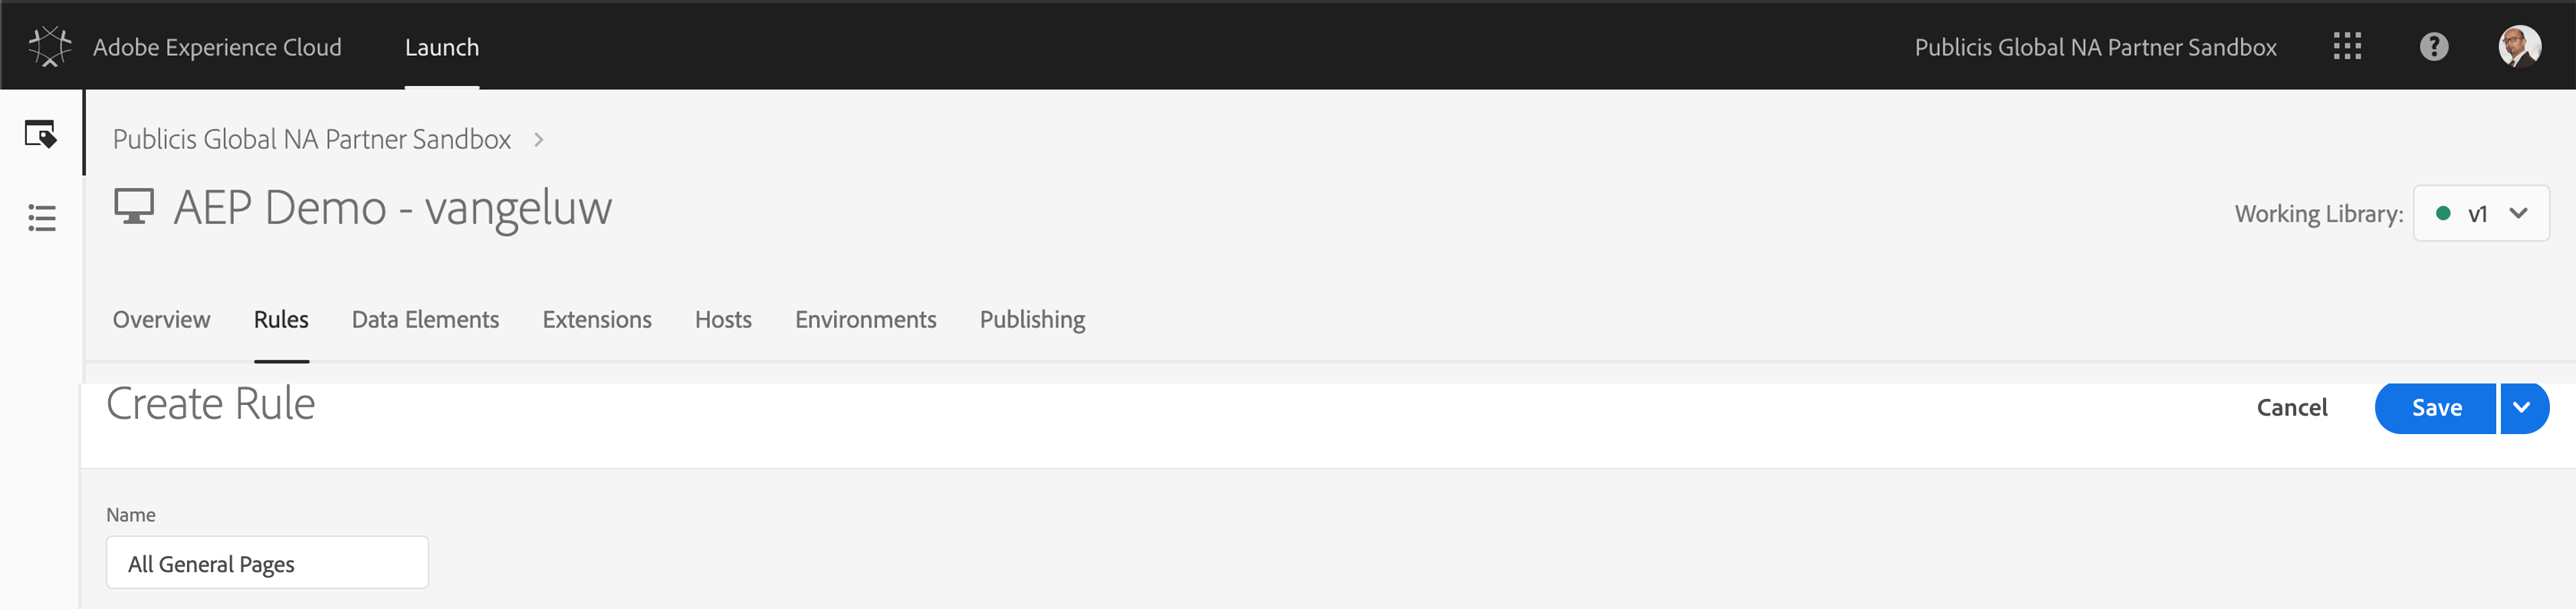 Adobe Experience Cloud Launch Publicis Global NA Partner Sandbox ?
Publicis Global NA Partner Sandbox >
AEP Demo - vangeluw
Working Library: v1
Overview Rules Data Elements Extensions Hosts Environments Publishing
Create Rule Cancel Save
Name
All General Pages